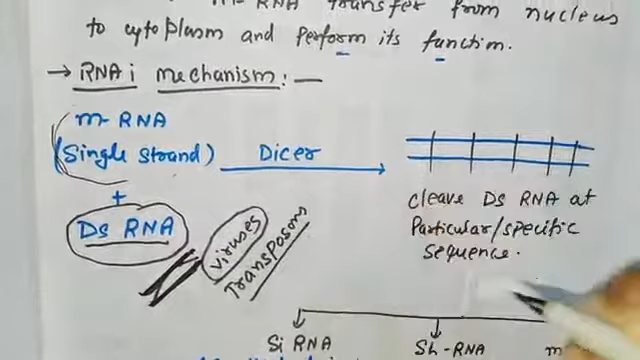 m-RNA transfer from nucleus
to cytoplasm and perform its function.
→ RNA i mechanism:—
m-RNA
(Single strand) Dicer
+
Ds RNA
viruses
Transposons
cleave Ds RNA at
Particular/specific
sequence.
Si RNA
Sh-RNA
m